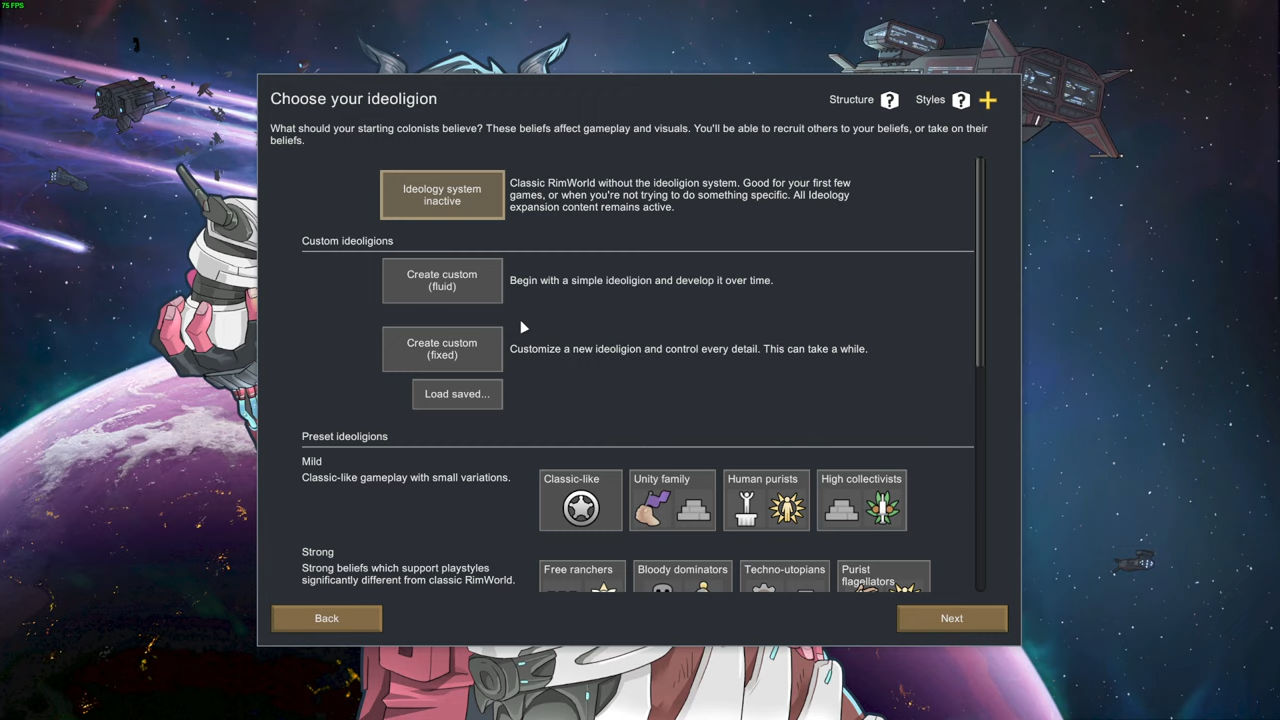 75 FPS
Choose your ideoligion
Structure ?
Styles ?
What should your starting colonists believe? These beliefs affect gameplay and visuals. You'll be able to recruit others to your beliefs, or take on their
beliefs.
Ideology system
inactive
Classic RimWorld without the ideoligion system. Good for your first few
games, or when you're not trying to do something specific. All Ideology
expansion content remains active.
Custom ideoligions
Create custom
(fluid)
Begin with a simple ideoligion and develop it over time.
Create custom
(fixed)
Customize a new ideoligion and control every detail. This can take a while.
Load saved...
Preset ideoligions
Mild
Classic-like gameplay with small variations.
Classic-like
Unity family
Human purists
High collectivists
Strong
Strong beliefs which support playstyles
significantly different from classic RimWorld.
Free ranchers
Bloody dominators
Techno-utopians
Purist
flagellators
Back
Next